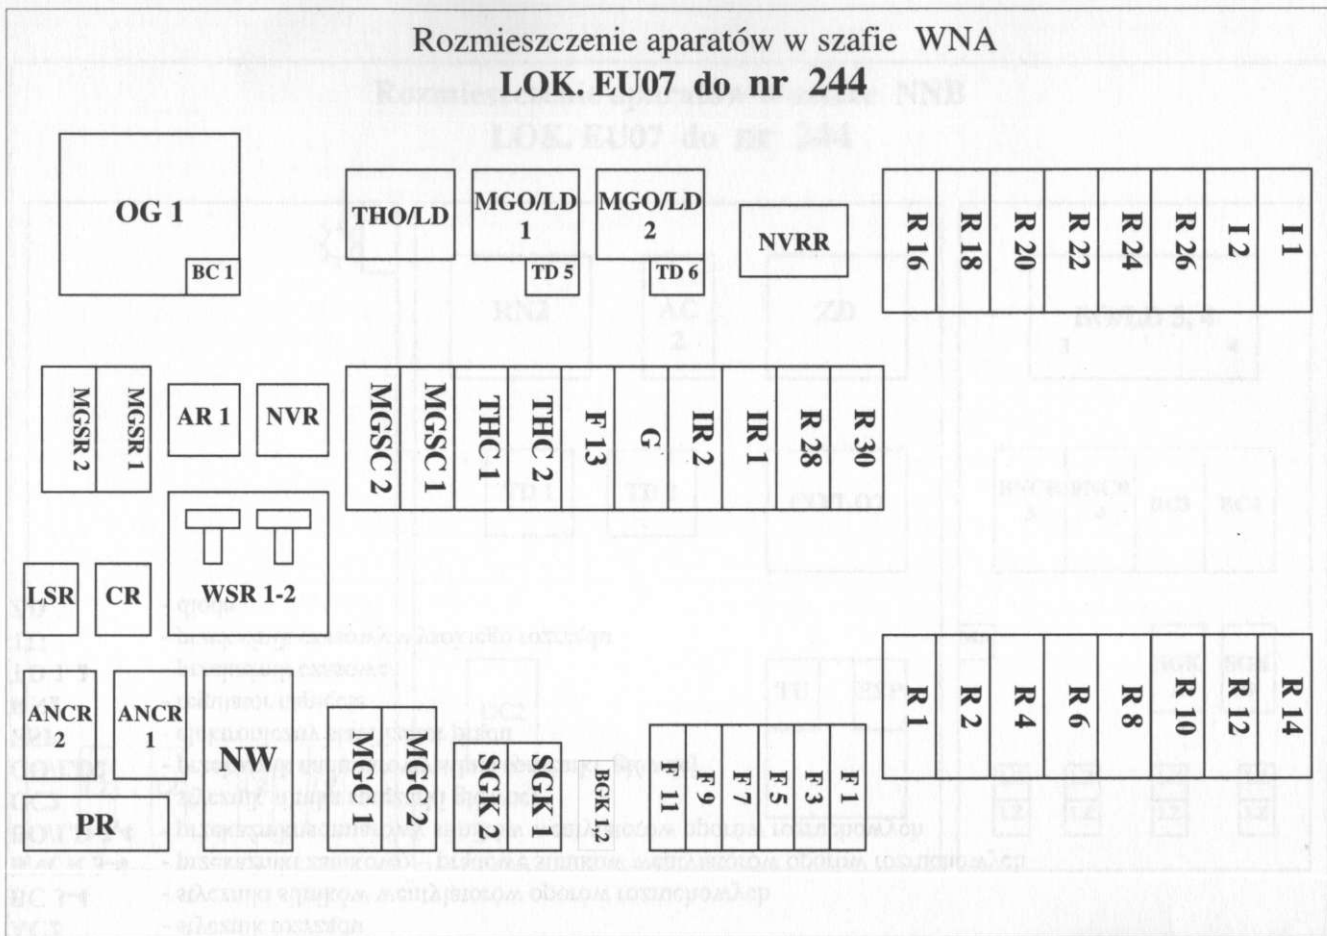 Rozmieszczenie aparatów w szafie WNA
LOK. EU07 do nr 244
OG 1
BC 1
THO/LD
MGO/LD
1
TD 5
MGO/LD
2
TD 6
NVRR
R 16
R 18
R 20
R 22
R 24
R 26
I 2
I 1
MGSR 2
MGSR 1
AR 1
NVR
MGSC 2
MGSC 1
THC 1
THC 2
F 13
G
IR 2
IR 1
R 28
R 30
LSR
CR
WSR 1-2
R 1
R 2
R 4
R 6
R 8
R 10
R 12
R 14
ANCR
2
ANCR
1
PR
NW
MGC 1
MGC 2
SGK 2
SGK 1
BGK 12
F 11
F 9
F 7
F 5
F 3
F 1